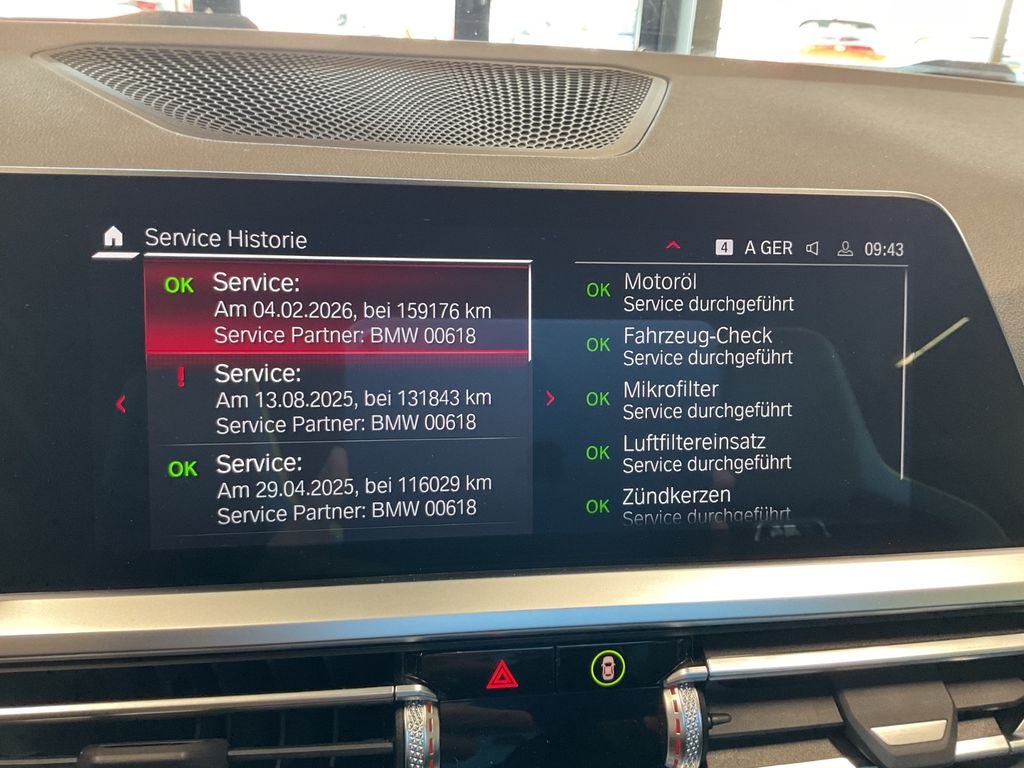 Service Historie
4 A GER 09:43
OK Service:
Am 04.02.2026, bei 159176 km
Service Partner: BMW 00618
! Service:
Am 13.08.2025, bei 131843 km
Service Partner: BMW 00618
OK Service:
Am 29.04.2025, bei 116029 km
Service Partner: BMW 00618
OK Motoröl
Service durchgeführt
OK Fahrzeug-Check
Service durchgeführt
OK Mikrofilter
Service durchgeführt
OK Luftfiltereinsatz
Service durchgeführt
OK Zündkerzen
Service durchgeführt